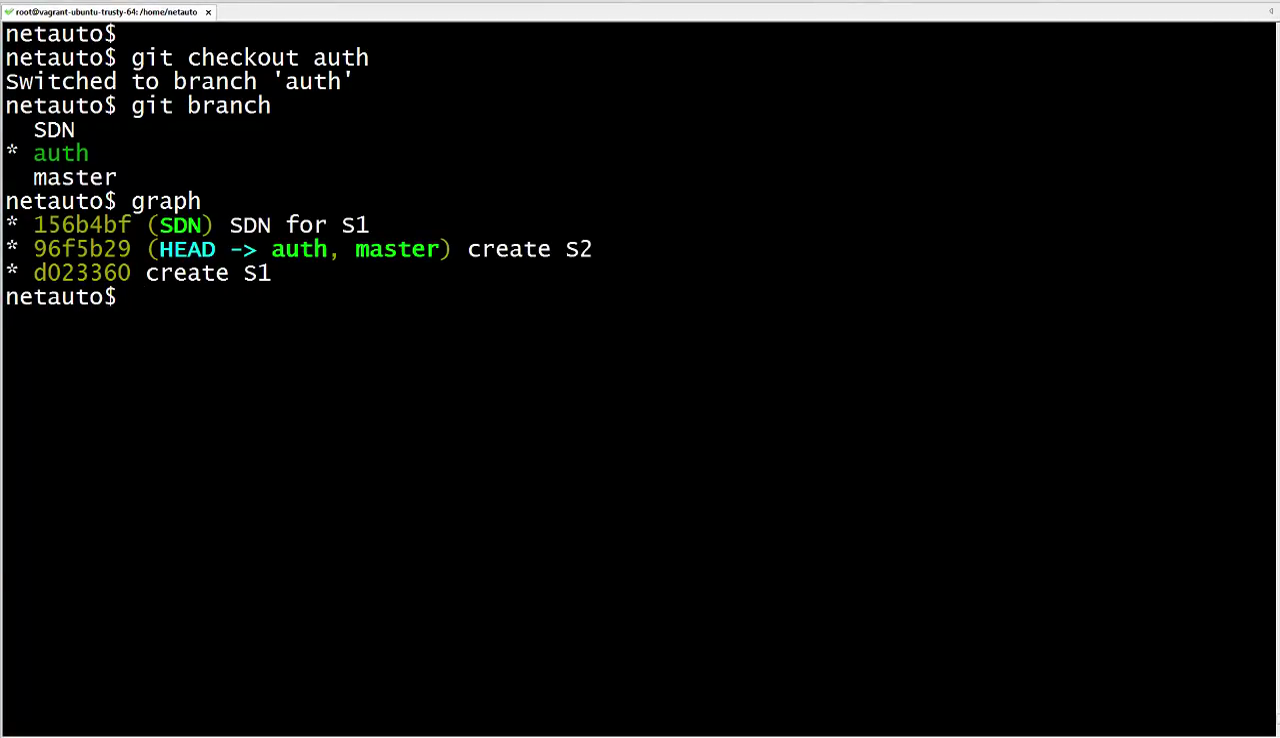 root@vagrant-ubuntu-trusty-64: /home/netauto ×
netauto$
netauto$ git checkout auth
Switched to branch 'auth'
netauto$ git branch
  SDN
* auth
  master
netauto$ graph
* 156b4bf (SDN) SDN for S1
* 96f5b29 (HEAD -> auth, master) create S2
* d023360 create S1
netauto$